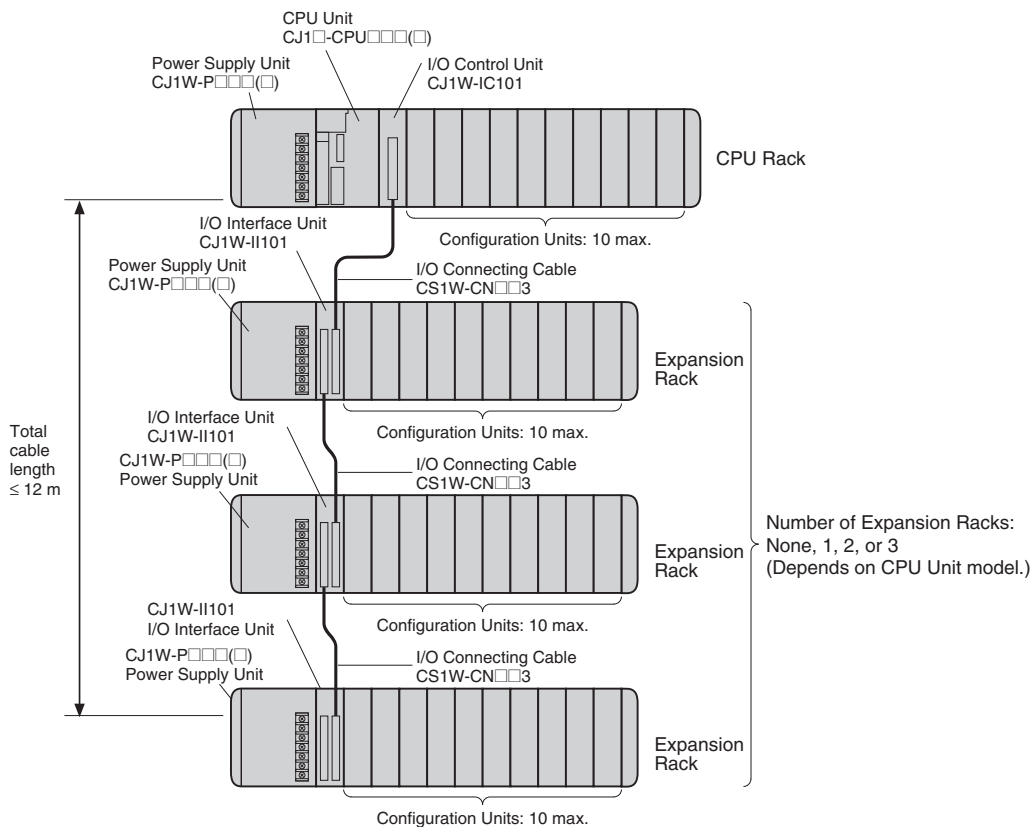 CPU Unit
CJ1□-CPU□□□(□)
Power Supply Unit
CJ1W-P□□□(□)
I/O Control Unit
CJ1W-IC101
CPU Rack
I/O Interface Unit
CJ1W-II101
Configuration Units: 10 max.
Power Supply Unit
CJ1W-P□□□(□)
I/O Connecting Cable
CS1W-CN□□3
Expansion
Rack
I/O Interface Unit
CJ1W-II101
Configuration Units: 10 max.
Total
cable
length
≤ 12 m
CJ1W-P□□□(□)
Power Supply Unit
I/O Connecting Cable
CS1W-CN□□3
Number of Expansion Racks:
None, 1, 2, or 3
(Depends on CPU Unit model.)
Expansion
Rack
CJ1W-II101
I/O Interface Unit
Configuration Units: 10 max.
CJ1W-P□□□(□)
Power Supply Unit
I/O Connecting Cable
CS1W-CN□□3
Expansion
Rack
Configuration Units: 10 max.